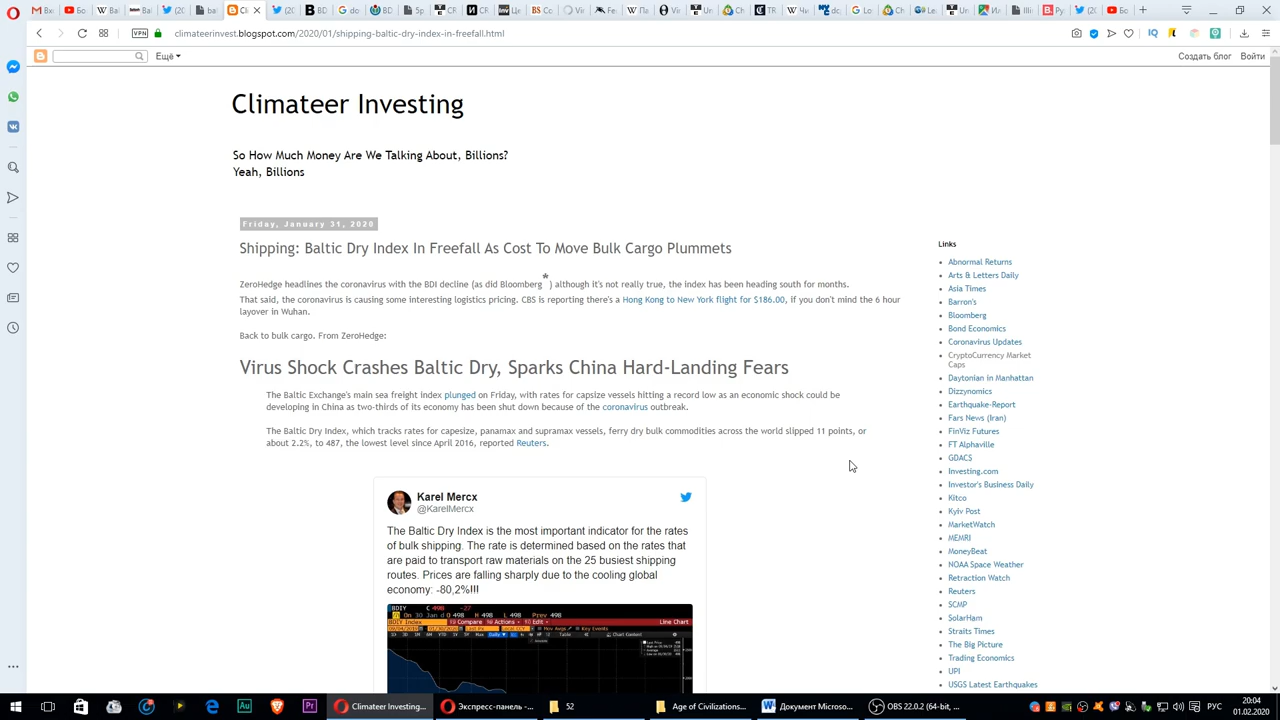 climateerinvest.blogspot.com/2020/01/shipping-baltic-dry-index-in-freefall.html
VPN
Ещё
Создать блог
Войти
Climateer Investing
So How Much Money Are We Talking About, Billions?
Yeah, Billions
Friday, January 31, 2020
Shipping: Baltic Dry Index In Freefall As Cost To Move Bulk Cargo Plummets
ZeroHedge headlines the coronavirus with the BDI decline (as did Bloomberg*) although it's not really true, the index has been heading south for months.
That said, the coronavirus is causing some interesting logistics pricing. CBS is reporting there's a Hong Kong to New York flight for $186.00, if you don't mind the 6 hour
layover in Wuhan.
Back to bulk cargo. From ZeroHedge:
Virus Shock Crashes Baltic Dry, Sparks China Hard-Landing Fears
The Baltic Exchange's main sea freight index plunged on Friday, with rates for capsize vessels hitting a record low as an economic shock could be
developing in China as two-thirds of its economy has been shut down because of the coronavirus outbreak.
The Dry Index, which tracks rates for capesize, panamax and supramax vessels, ferry dry bulk commodities across the world slipped 11 points, or
about 2.2%, to 487, the lowest level since April 2016, reported Reuters.
Karel Mercx
@KarelMercx
The Baltic Dry Index is the most important indicator for the rates
of bulk shipping. The rate is determined based on the rates that
are paid to transport raw materials on the 25 busiest shipping
routes. Prices are falling sharply due to the cooling global
economy: -80,2%!!!
Line Chart
Links
Abnormal Returns
Arts & Letters Daily
Asia Times
Barron's
Bloomberg
Bond Economics
Coronavirus Updates
CryptoCurrency Market
Caps
Daytonian in Manhattan
Dizzynomics
Earthquake-Report
Fars News (Iran)
FinViz Futures
FT Alphaville
GDACS
Investing.com
Investor's Business Daily
Kitco
Kyiv Post
MarketWatch
MEMRI
MoneyBeat
NOAA Space Weather
Retraction Watch
Reuters
SCMP
SolarHam
Straits Times
The Big Picture
Trading Economics
UPI
USGS Latest Earthquakes
Climateer Investing...
Экспресс-панель -...
52
Age of Civilizations...
Документ Microso...
OBS 22.0.2 (64-bit, ...
РУС
20:04
01.02.2020